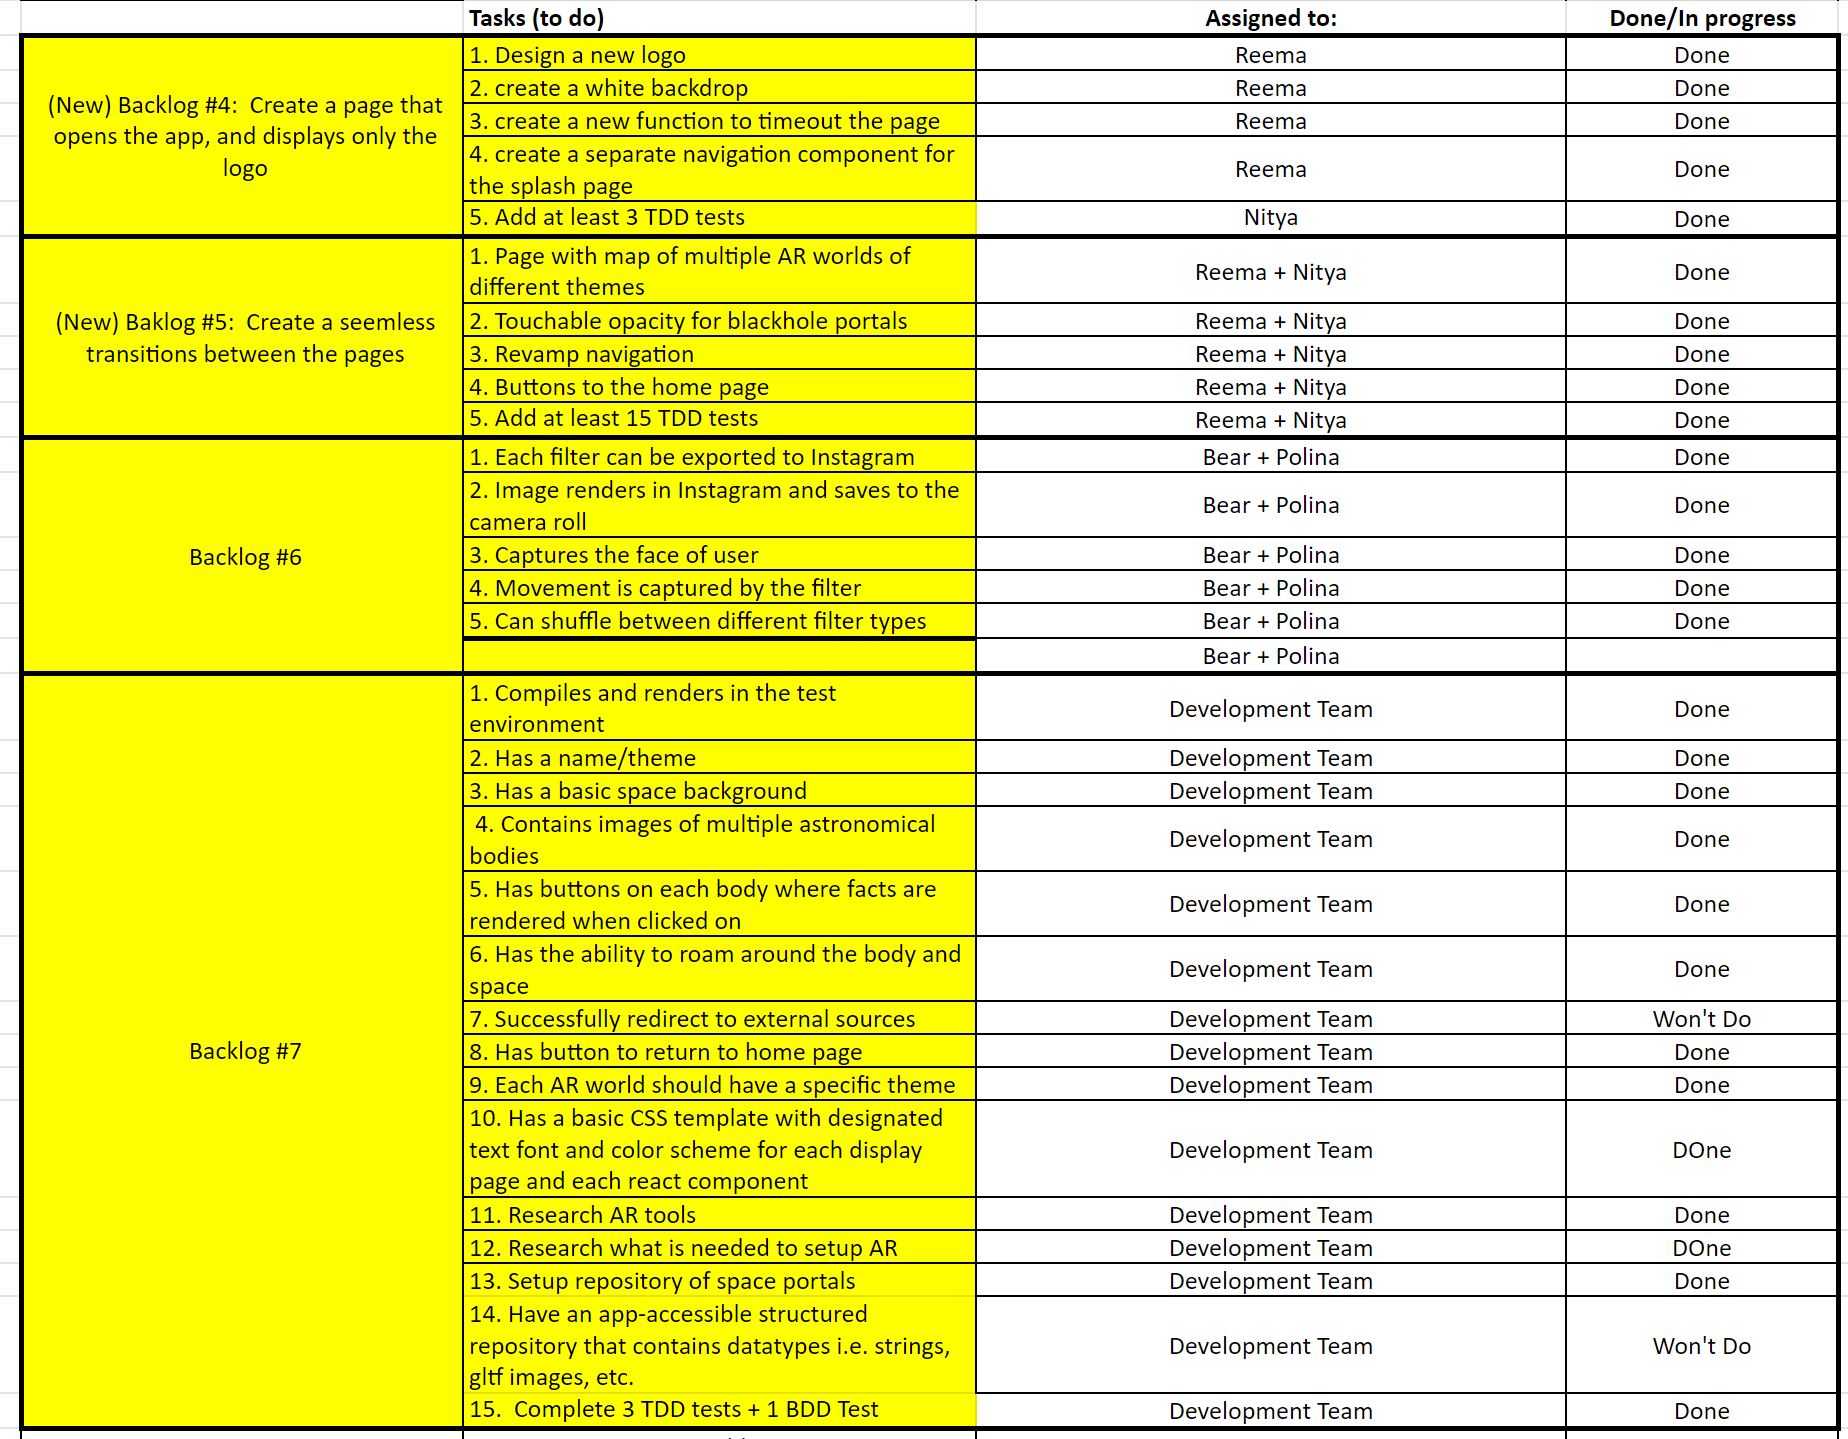 Tasks (to do) Assigned to: Done/In progress
(New) Backlog #4:  Create a page that
opens the app, and displays only the
logo
1. Design a new logo Reema Done
2. create a white backdrop Reema Done
3. create a new function to timeout the page Reema Done
4. create a separate navigation component for
the splash page Reema Done
5. Add at least 3 TDD tests Nitya Done
(New) Baklog #5:  Create a seemless
transitions between the pages
1. Page with map of multiple AR worlds of
different themes Reema + Nitya Done
2. Touchable opacity for blackhole portals Reema + Nitya Done
3. Revamp navigation Reema + Nitya Done
4. Buttons to the home page Reema + Nitya Done
5. Add at least 15 TDD tests Reema + Nitya Done
Backlog #6
1. Each filter can be exported to Instagram Bear + Polina Done
2. Image renders in Instagram and saves to the
camera roll Bear + Polina Done
3. Captures the face of user Bear + Polina Done
4. Movement is captured by the filter Bear + Polina Done
5. Can shuffle between different filter types Bear + Polina Done
Bear + Polina
Backlog #7
1. Compiles and renders in the test
environment Development Team Done
2. Has a name/theme Development Team Done
3. Has a basic space background Development Team Done
4. Contains images of multiple astronomical
bodies Development Team Done
5. Has buttons on each body where facts are
rendered when clicked on Development Team Done
6. Has the ability to roam around the body and
space Development Team Done
7. Successfully redirect to external sources Development Team Won't Do
8. Has button to return to home page Development Team Done
9. Each AR world should have a specific theme Development Team Done
10. Has a basic CSS template with designated
text font and color scheme for each display
page and each react component Development Team DOne
11. Research AR tools Development Team Done
12. Research what is needed to setup AR Development Team DOne
13. Setup repository of space portals Development Team Done
14. Have an app-accessible structured
repository that contains datatypes i.e. strings,
gltf images, etc. Development Team Won't Do
15.  Complete 3 TDD tests + 1 BDD Test Development Team Done